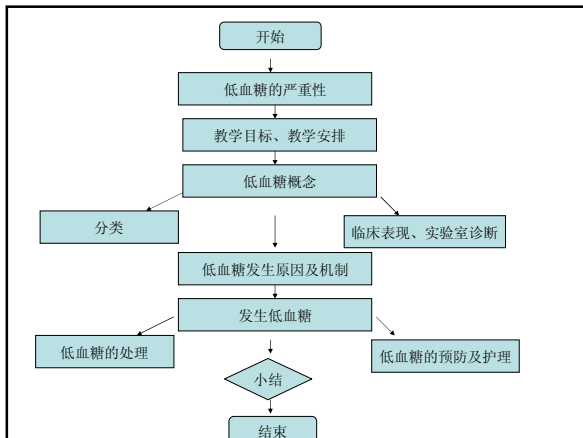 开始
低血糖的严重性
教学目标、教学安排
低血糖概念
分类
临床表现、实验室诊断
低血糖发生原因及机制
发生低血糖
低血糖的处理
低血糖的预防及护理
小结
结束